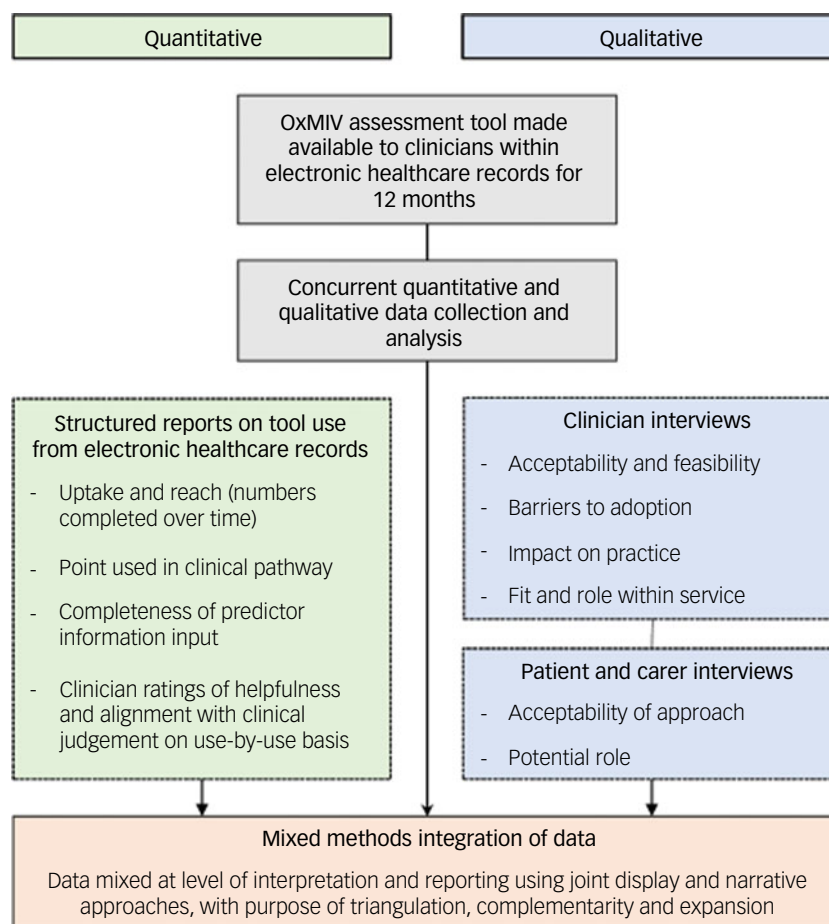 Quantitative
Qualitative
OxMIV assessment tool made
available to clinicians within
electronic healthcare records for
12 months
Concurrent quantitative and
qualitative data collection and
analysis
Structured reports on tool use
from electronic healthcare records
- Uptake and reach (numbers
completed over time)
- Point used in clinical pathway
- Completeness of predictor
information input
- Clinician ratings of helpfulness
and alignment with clinical
judgement on use-by-use basis
Clinician interviews
- Acceptability and feasibility
- Barriers to adoption
- Impact on practice
- Fit and role within service
Patient and carer interviews
- Acceptability of approach
- Potential role
Mixed methods integration of data
Data mixed at level of interpretation and reporting using joint display and narrative
approaches, with purpose of triangulation, complementarity and expansion